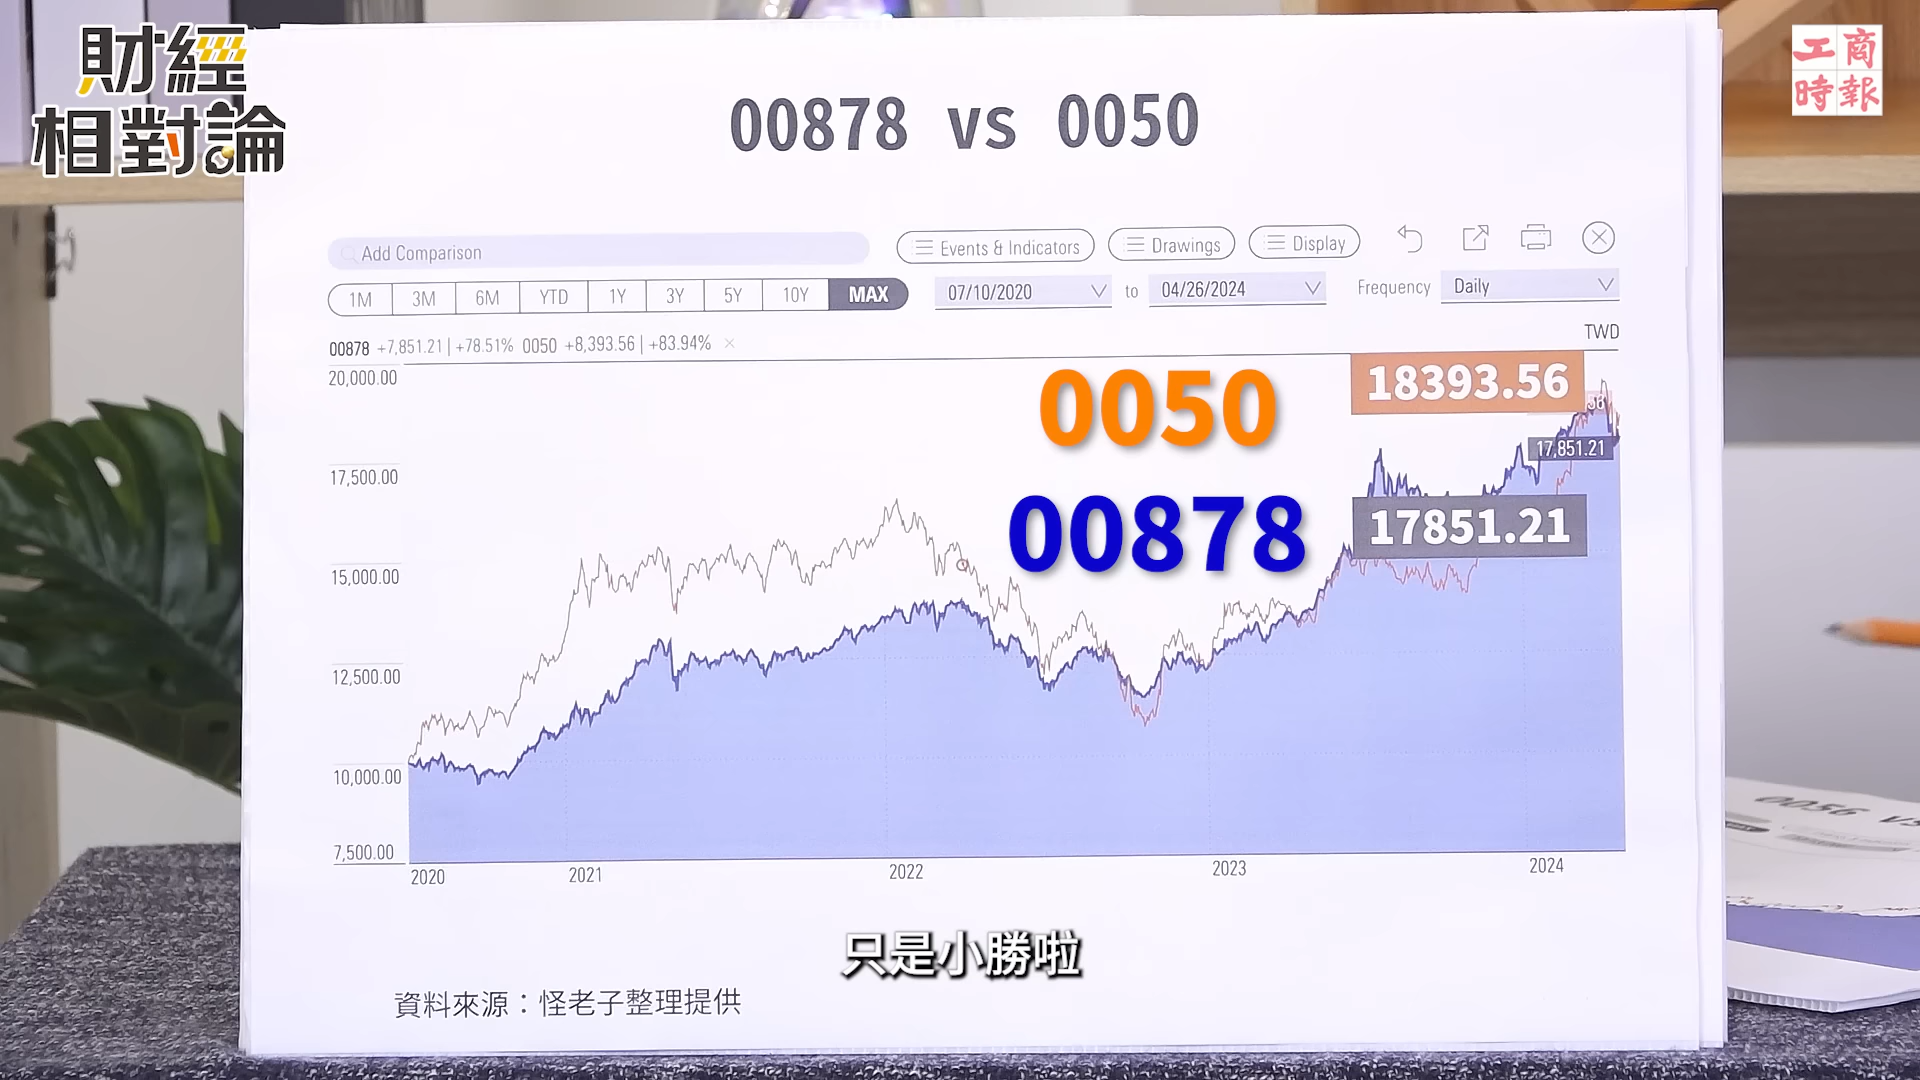 財經
相對論
工商
時報
00878 vs 0050
Add Comparison
Events & Indicators
Drawings
Display
1M 3M 6M YTD 1Y 3Y 5Y 10Y MAX
07/10/2020 to 04/26/2024
Frequency Daily
00878 +7,851.21 | +78.51% 0050 +8,393.56 | +83.94% ×
TWD
20,000.00
17,500.00
15,000.00
12,500.00
10,000.00
7,500.00
0050 18393.56
56
17,851.21
00878 17851.21
2020 2021 2022 2023 2024
只是小勝啦
資料來源：怪老子整理提供
0056 vs